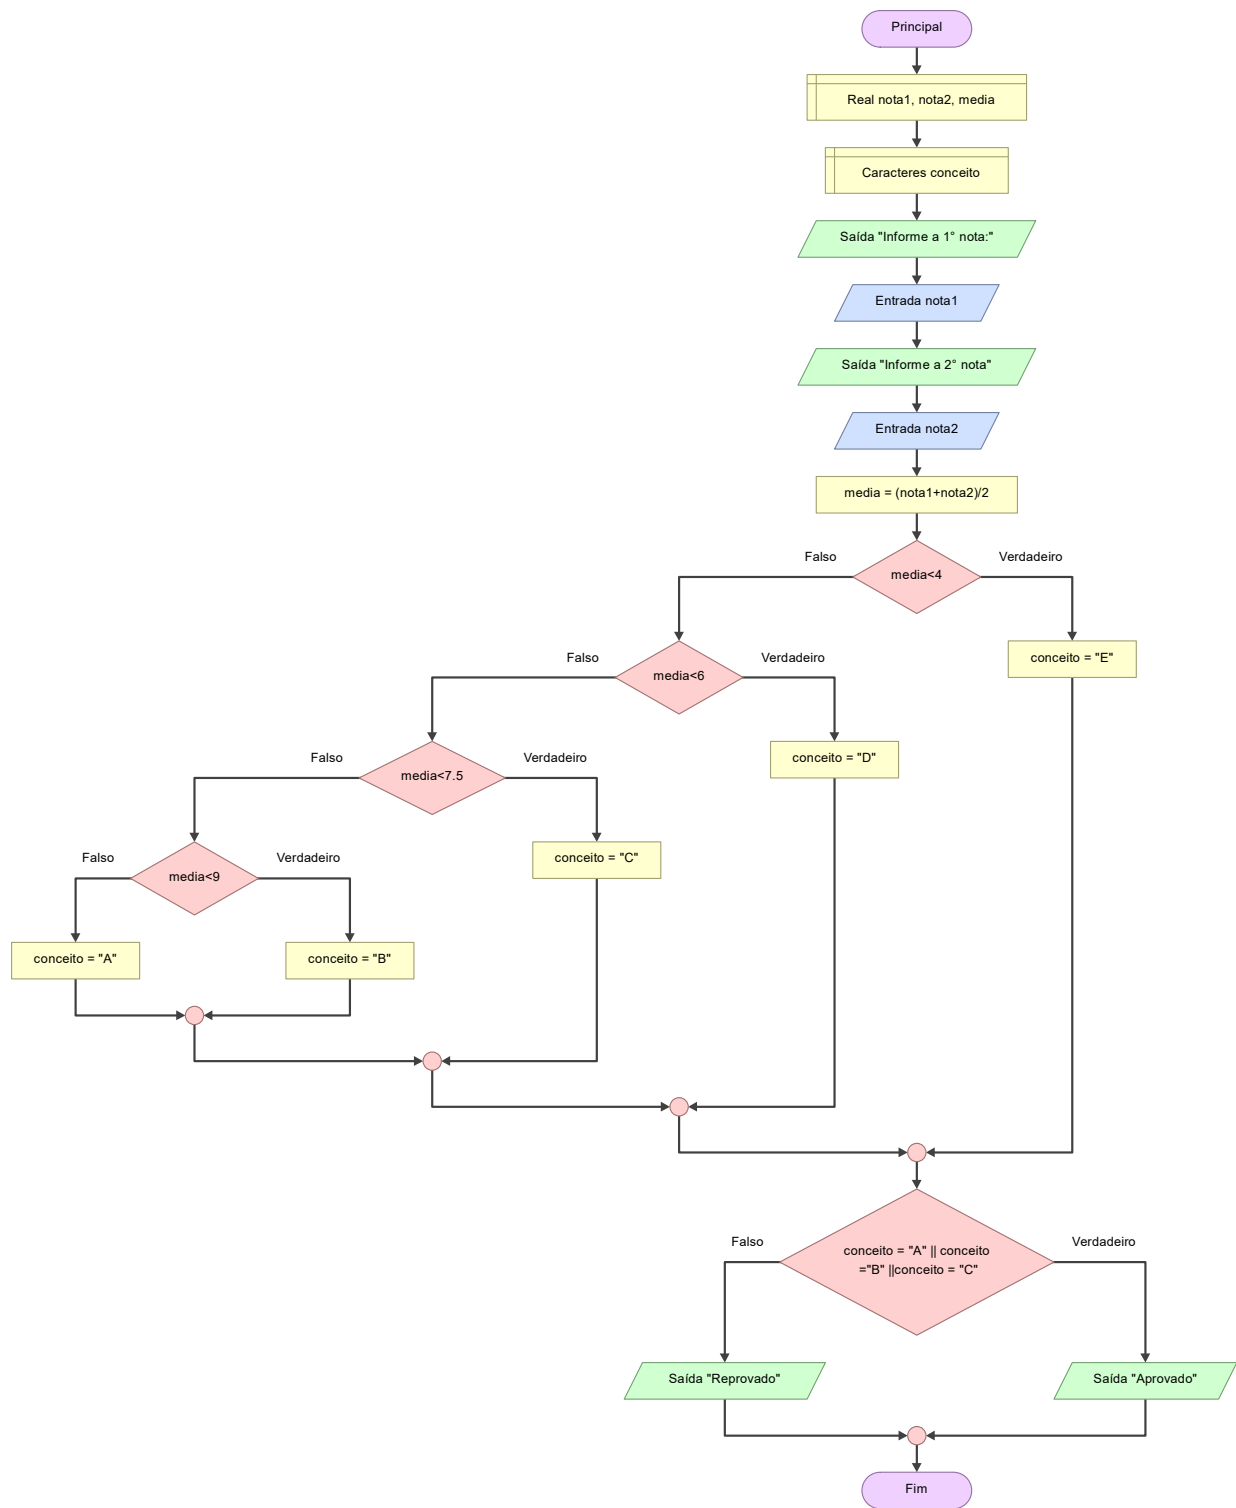 Principal
Real nota1, nota2, media
Caracteres conceito
Saída "Informe a 1° nota:"
Entrada nota1
Saída "Informe a 2° nota"
Entrada nota2
media = (nota1+nota2)/2
Falso
Verdadeiro
media<4
Falso
Verdadeiro
media<6
conceito = "E"
Falso
Verdadeiro
media<7.5
conceito = "D"
Falso
Verdadeiro
media<9
conceito = "C"
conceito = "A"
conceito = "B"
Falso
Verdadeiro
conceito = "A" || conceito
="B" ||conceito = "C"
Saída "Reprovado"
Saída "Aprovado"
Fim